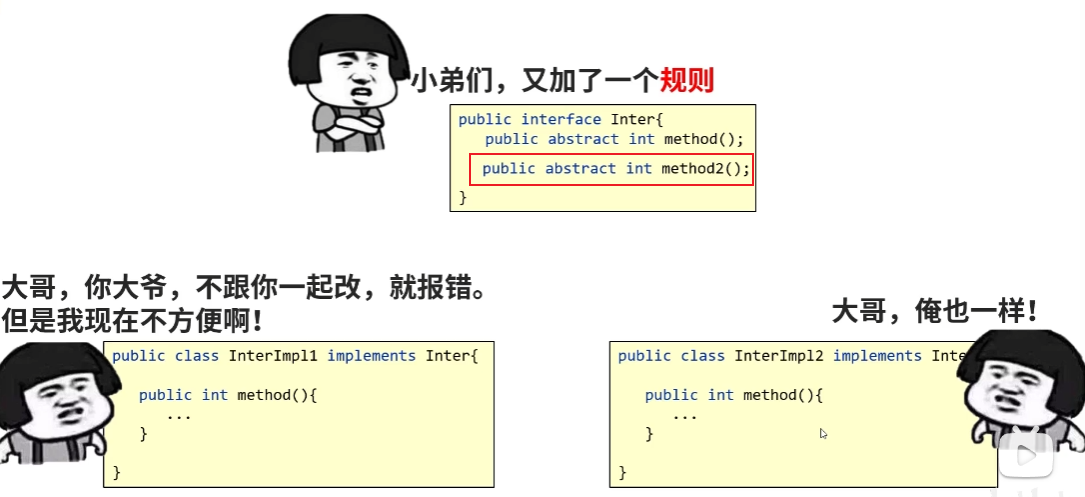 小弟们，又加了一个规则
public interface Inter{
public abstract int method();
public abstract int method2();
}
大哥，你大爷，不跟你一起改，就报错。
但是我现在不方便啊！
public class InterImpl1 implements Inter{
public int method(){
...
}
}
大哥，俺也一样！
public class InterImpl2 implements Inte
public int method(){
...
}
}